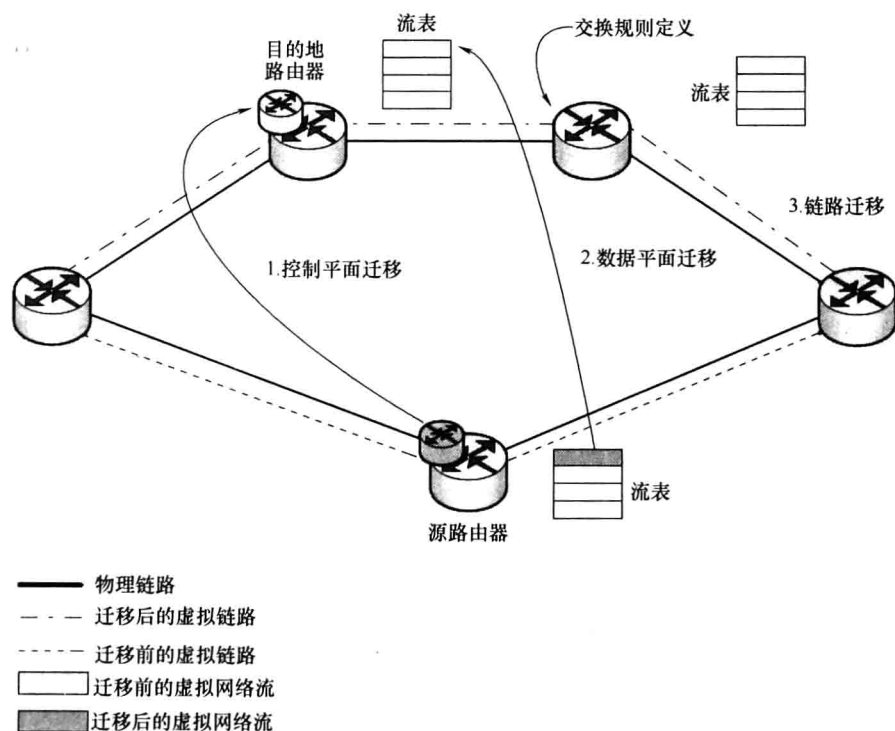 流表
交换规则定义
目的地
路由器
流表
3.链路迁移
1.控制平面迁移
2.数据平面迁移
流表
源路由器
物理链路
迁移后的虚拟链路
迁移前的虚拟链路
迁移前的虚拟网络流
迁移后的虚拟网络流